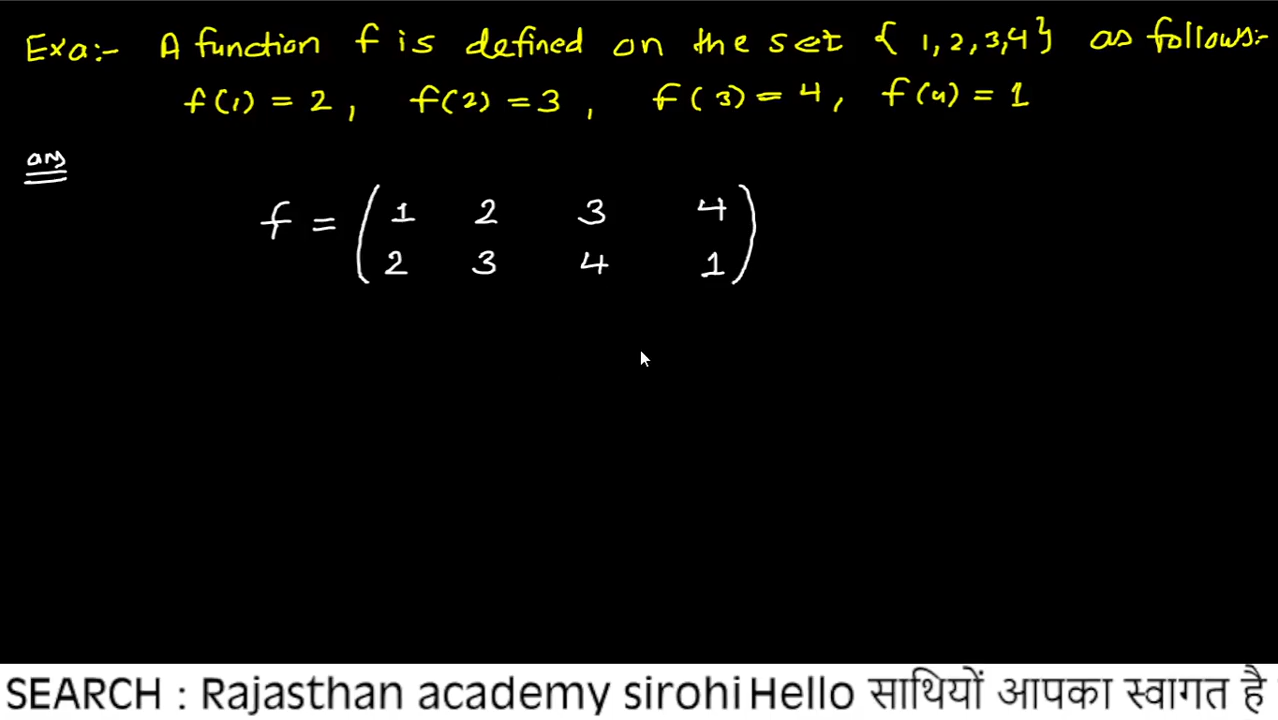 Exa:- A function f is defined on the set { 1,2,3,4} as follows:-
f(1) = 2, f(2) = 3, f(3) = 4, f(4) = 1
ans
f = ( 1 2 3 4 )
2 3 4 1
SEARCH : Rajasthan academy sirohi Hello साथियों आपका स्वागत है